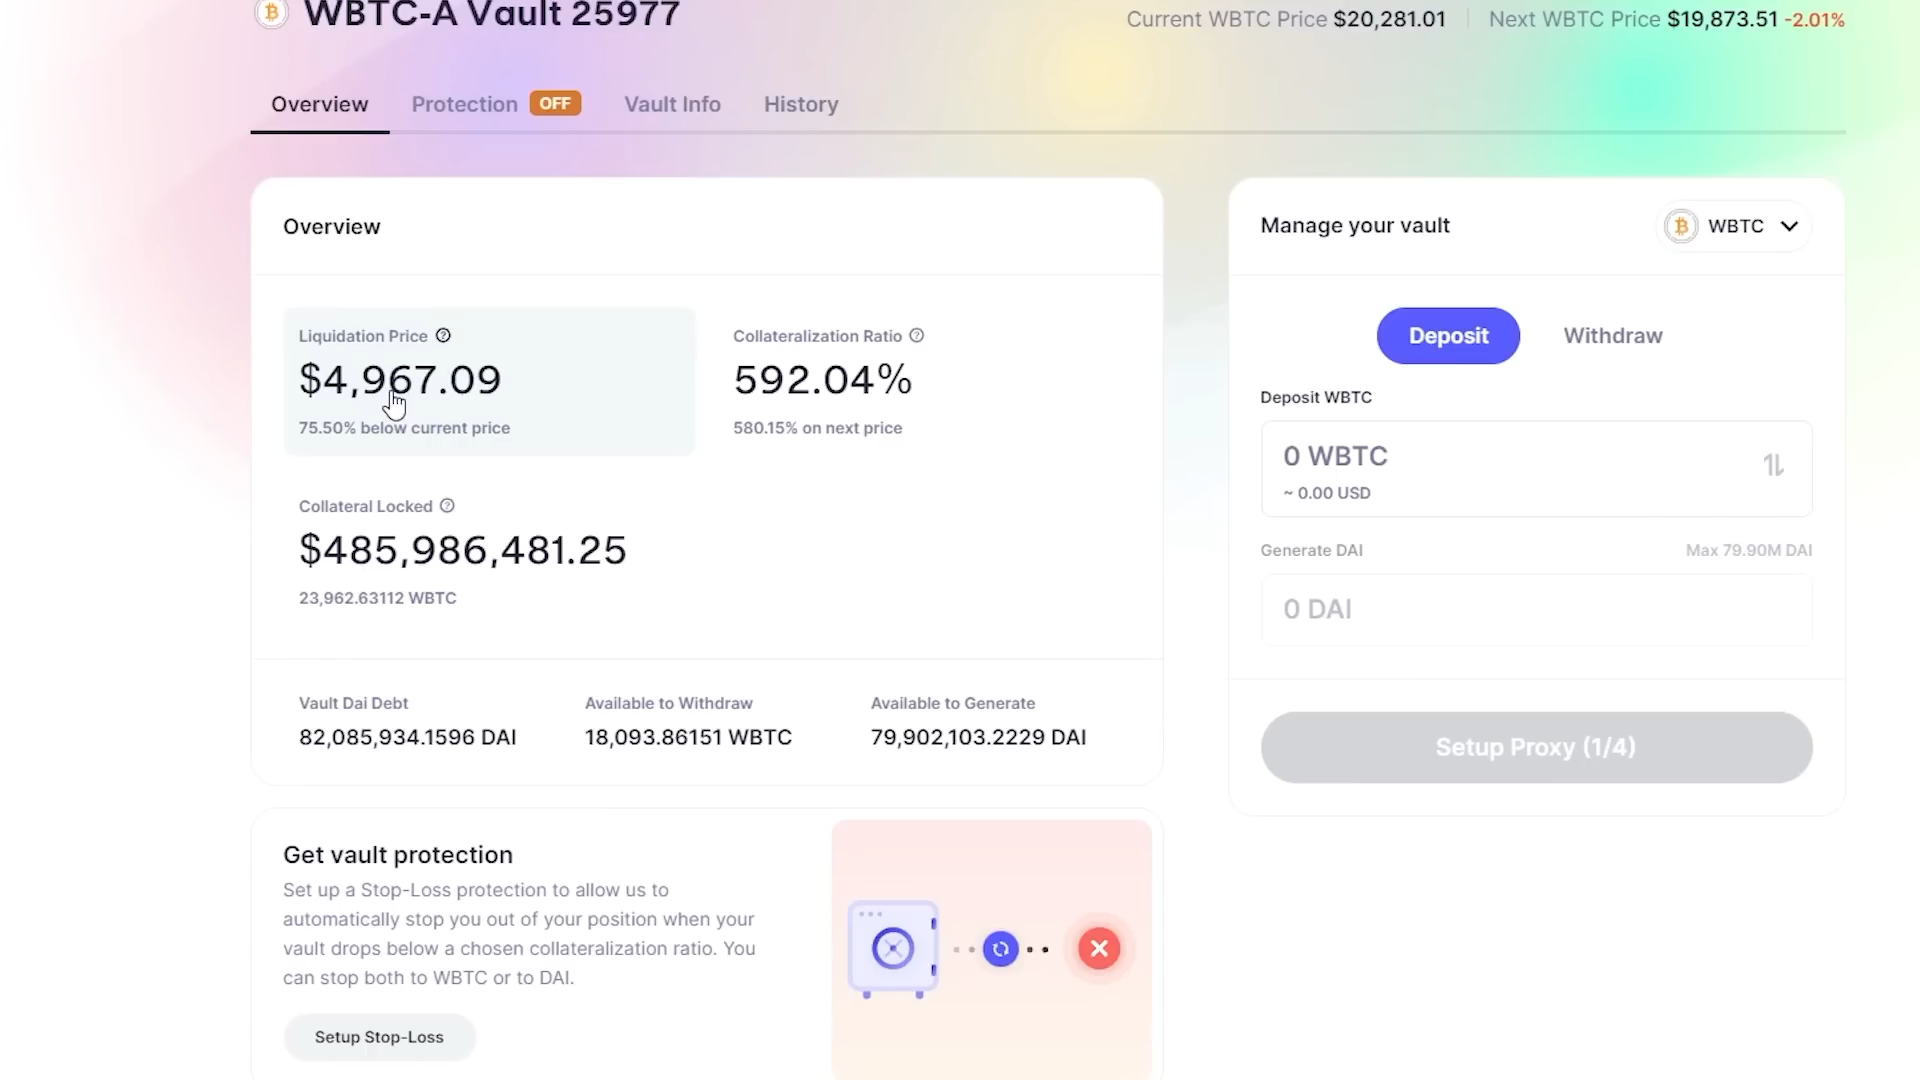 WBTC-A Vault 25977
Current WBTC Price $20,281.01
Next WBTC Price $19,873.51 -2.01%
Overview
Protection OFF
Vault Info
History
Overview
Liquidation Price
$4,967.09
75.50% below current price
Collateralization Ratio
592.04%
580.15% on next price
Collateral Locked
$485,986,481.25
23,962.63112 WBTC
Vault Dai Debt
82,085,934.1596 DAI
Available to Withdraw
18,093.86151 WBTC
Available to Generate
79,902,103.2229 DAI
Get vault protection
Set up a Stop-Loss protection to allow us to
automatically stop you out of your position when your
vault drops below a chosen collateralization ratio. You
can stop both to WBTC or to DAI.
Setup Stop-Loss
Manage your vault
WBTC
Deposit
Withdraw
Deposit WBTC
0 WBTC
~ 0.00 USD
Generate DAI
Max 79.90M DAI
0 DAI
Setup Proxy (1/4)